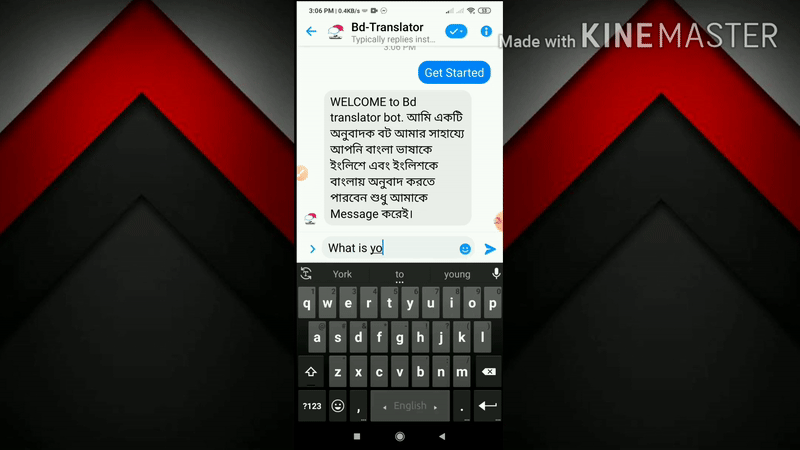 3:06 PM | 0.4KB/s
Bd-Translator
Typically replies inst...
Made with KINEMASTER
3:06 PM
Get Started
WELCOME to Bd
translator bot. আমি একটি
অনুবাদক বট আমার সাহায্যে
আপনি বাংলা ভাষাকে
ইংলিশে এবং ইংলিশকে
বাংলায় অনুবাদ করতে
পারবেন শুধু আমাকে
Message করেই।
What is yo
York to young
q w e r t y u i o p
a s d f g h j k l
z x c v b n m
?123 , English .